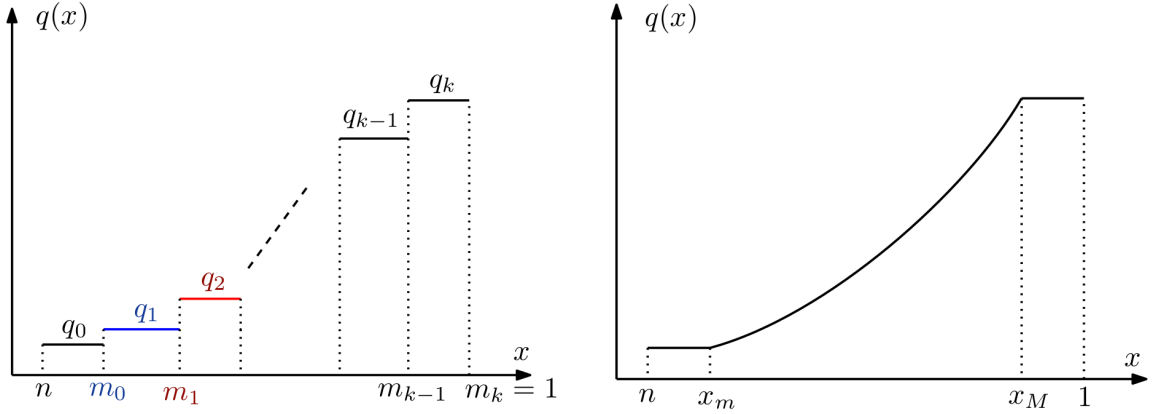 q(x)
q_k
q_{k-1}
q_2
q_1
q_0
x
n m_0 m_1 m_{k-1} m_k = 1
q(x)
x
n x_m x_M 1